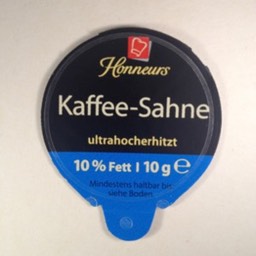 Honneurs
Kaffee-Sahne
ultrahocherhitzt
10 % Fett | 10 g e
Mindestens haltbar bis
siehe Boden